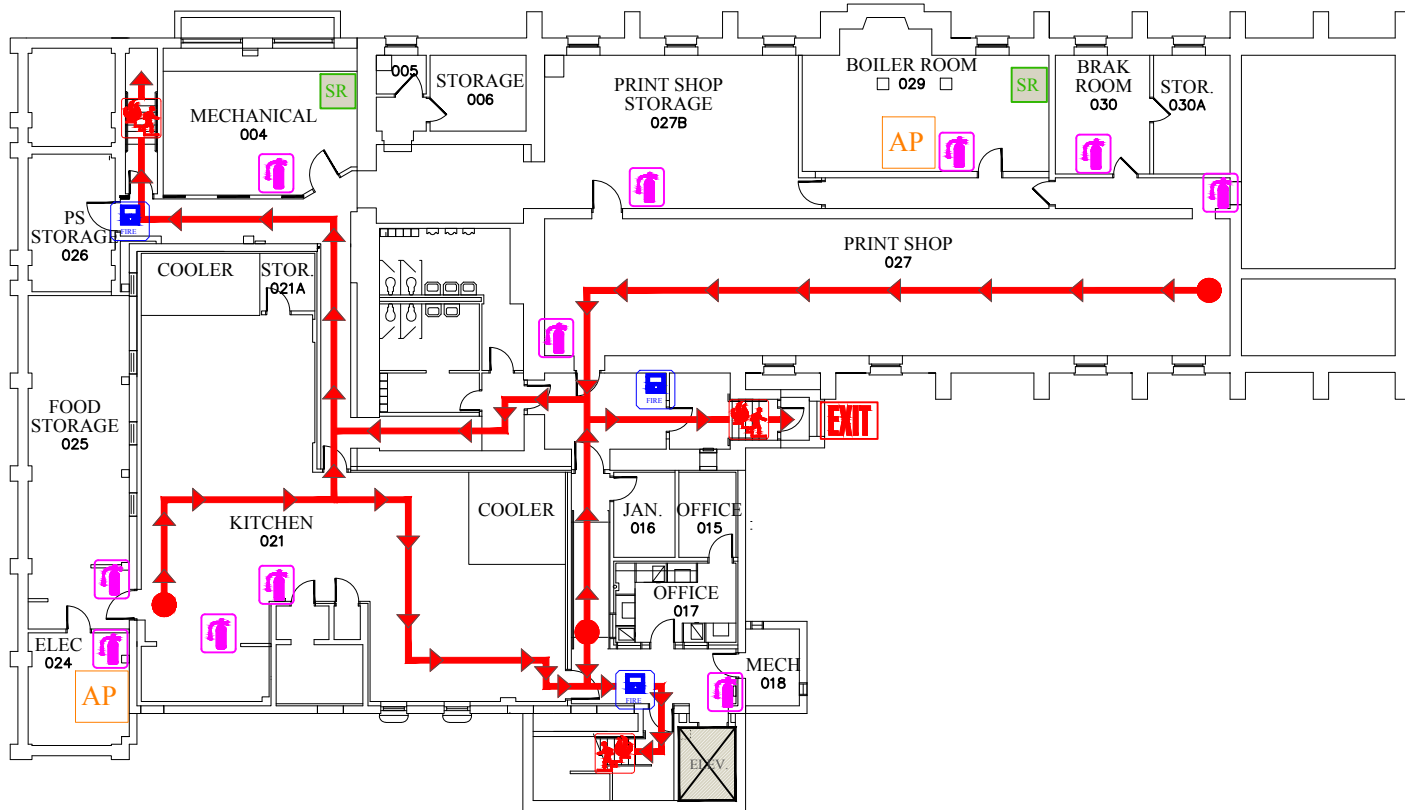 005
STORAGE
006
SR
MECHANICAL
004
PRINT SHOP
STORAGE
027B
BOILER ROOM
029
SR
AP
BRAK
ROOM
030
STOR.
030A
PS
STORAGE
026
FIRE
COOLER
STOR.
021A
PRINT SHOP
027
FOOD
STORAGE
025
FIRE
EXIT
KITCHEN
021
COOLER
JAN.
016
OFFICE
015
OFFICE
017
ELEC
024
AP
MECH
018
FIRE
ELEV.